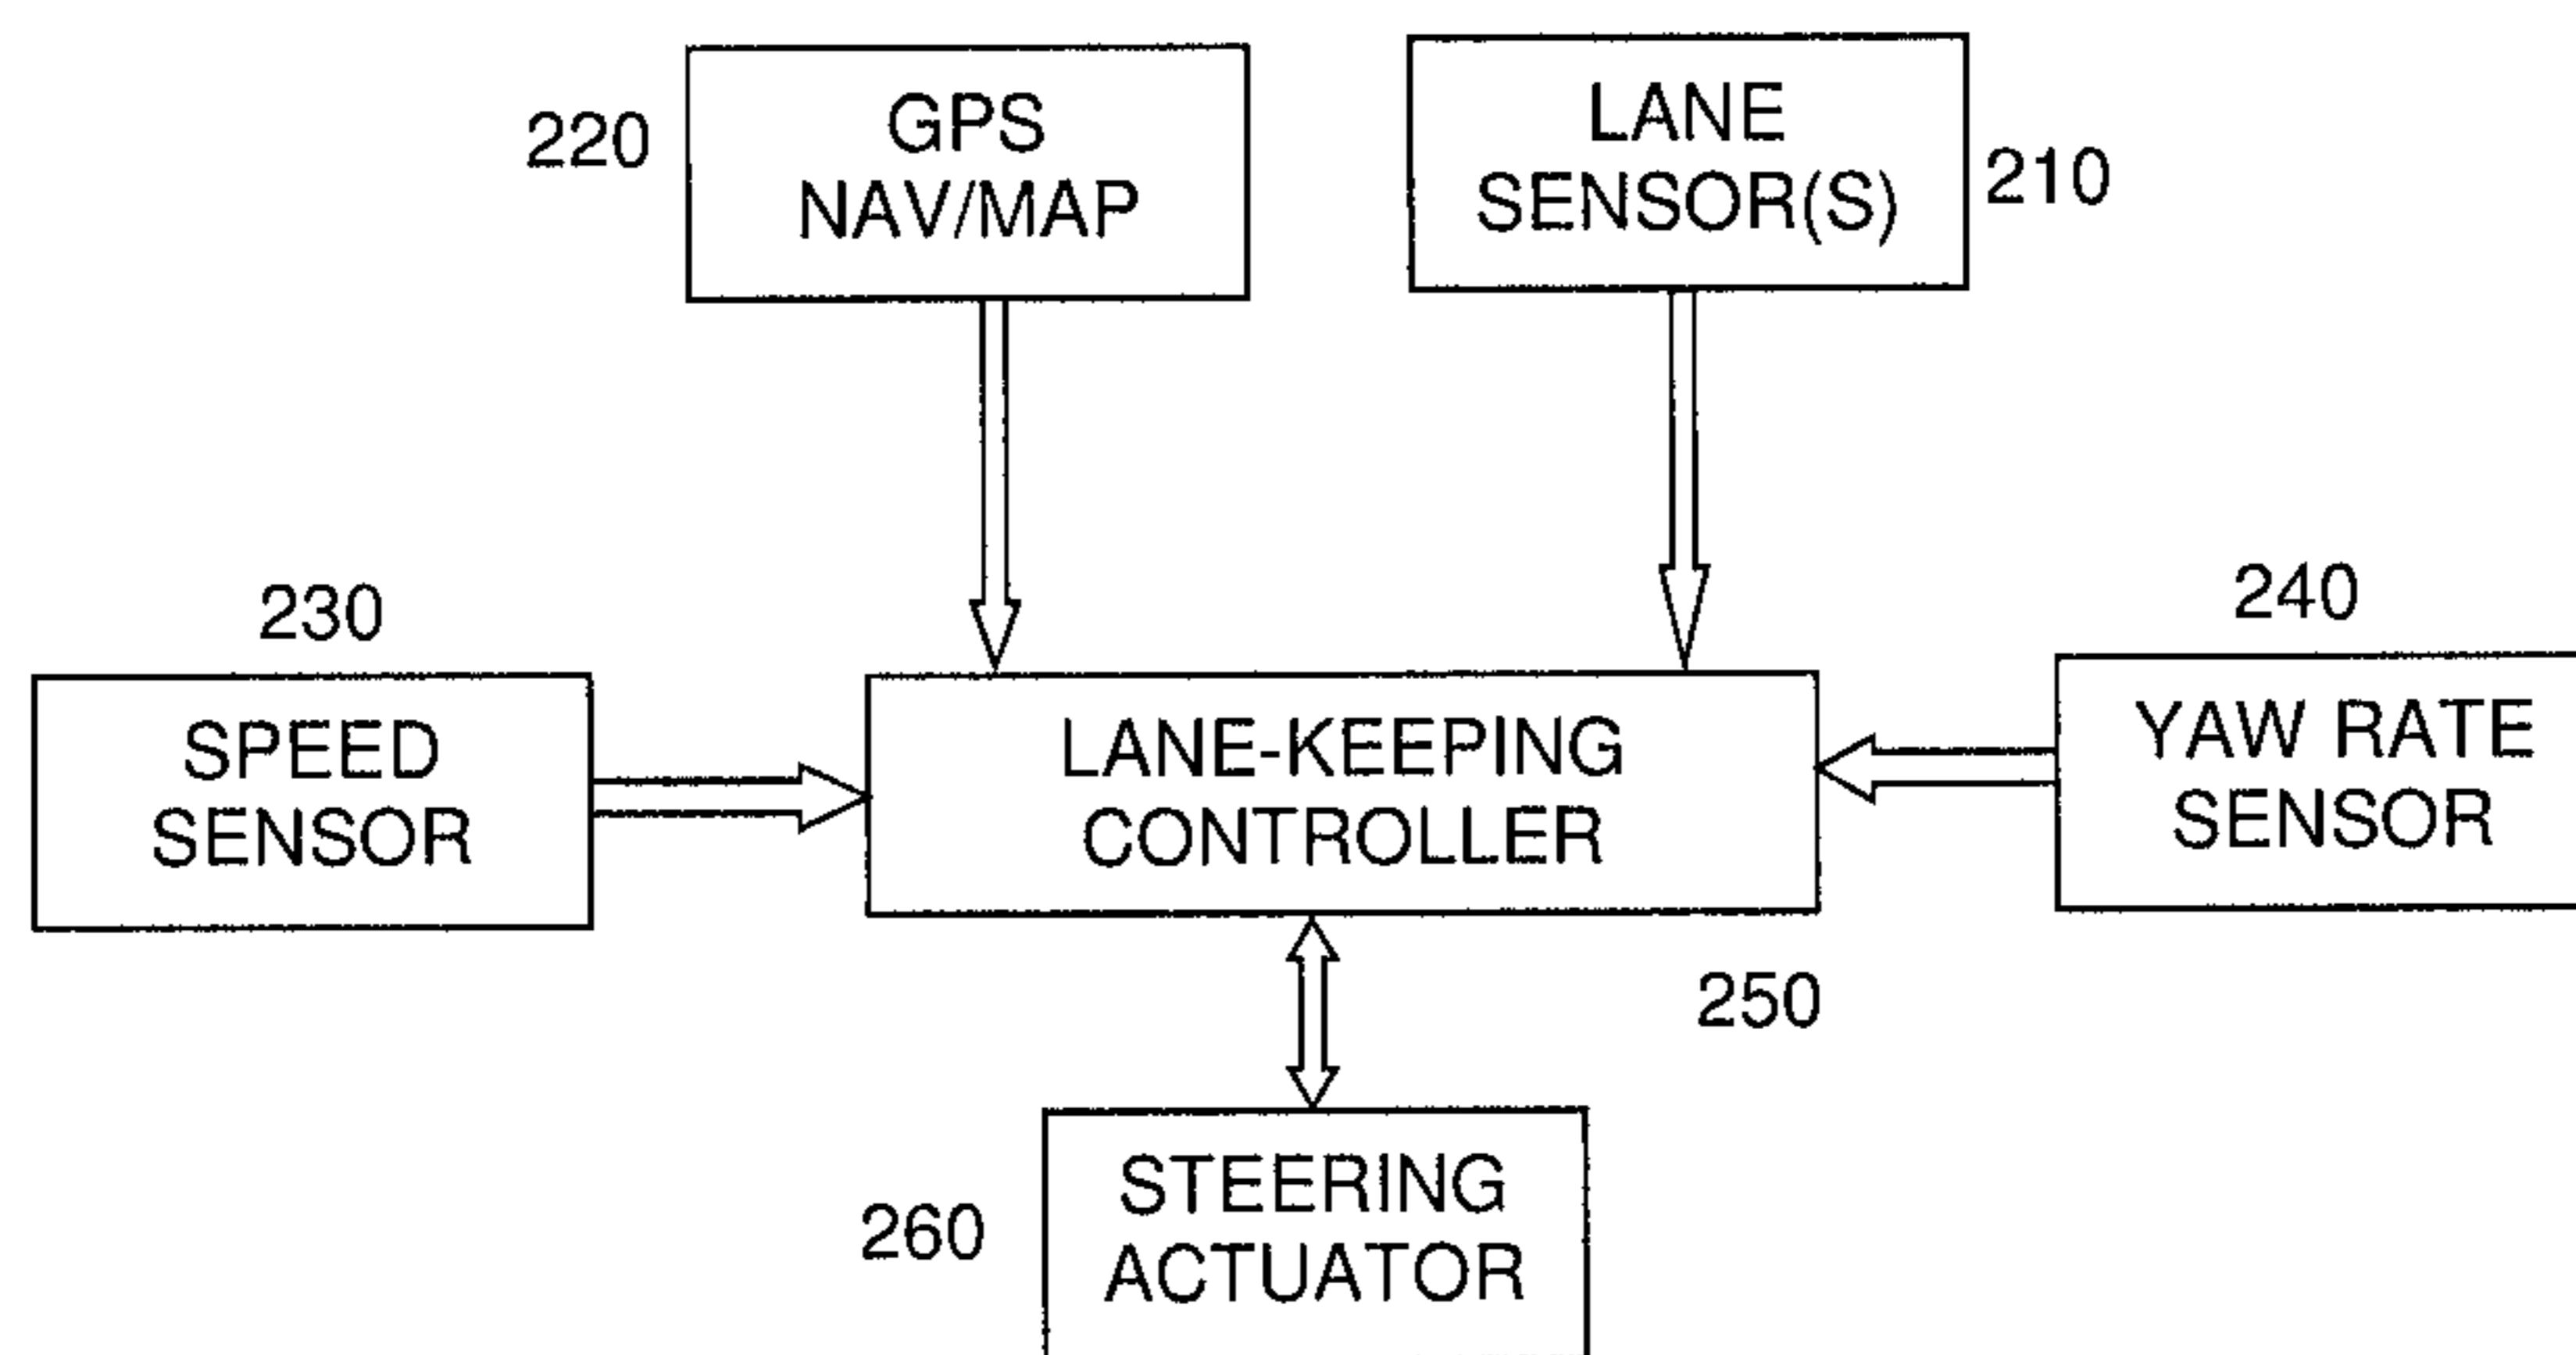 220
GPS
NAV/MAP
LANE
SENSOR(S)
210
230
SPEED
SENSOR
LANE-KEEPING
CONTROLLER
240
YAW RATE
SENSOR
250
260
STEERING
ACTUATOR